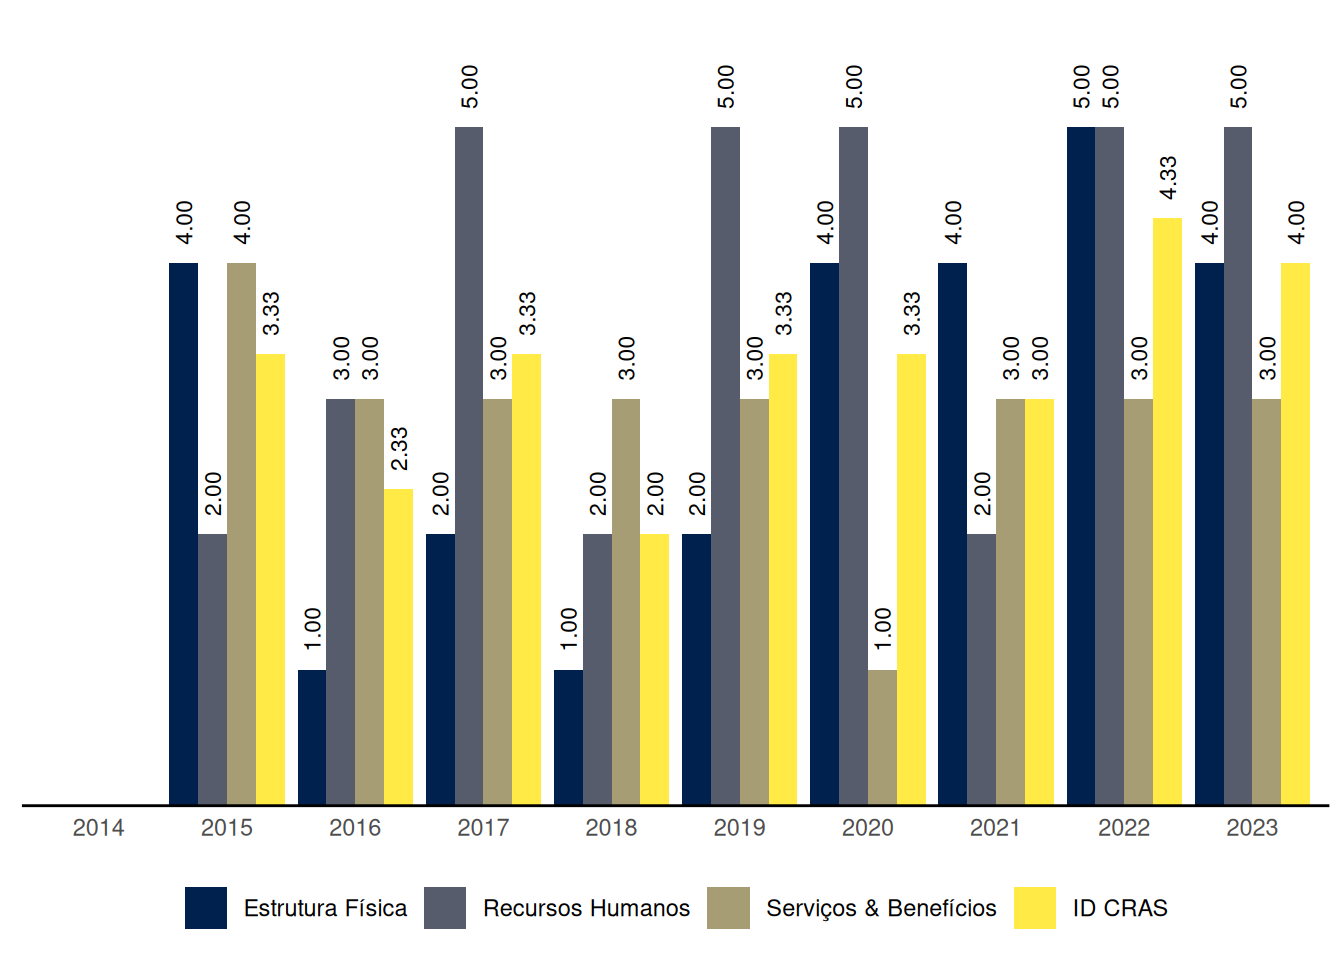 5.00 5.00 5.00 5.00 5.00 5.00
4.33
4.00 4.00 4.00 4.00 4.00 4.00
3.33 3.33 3.33 3.33
3.00 3.00 3.00 3.00 3.00 3.00 3.00 3.00 3.00
2.33
2.00 2.00 2.00 2.00 2.00 2.00
1.00 1.00 1.00
2014 2015 2016 2017 2018 2019 2020 2021 2022 2023
Estrutura Física Recursos Humanos Serviços & Benefícios ID CRAS